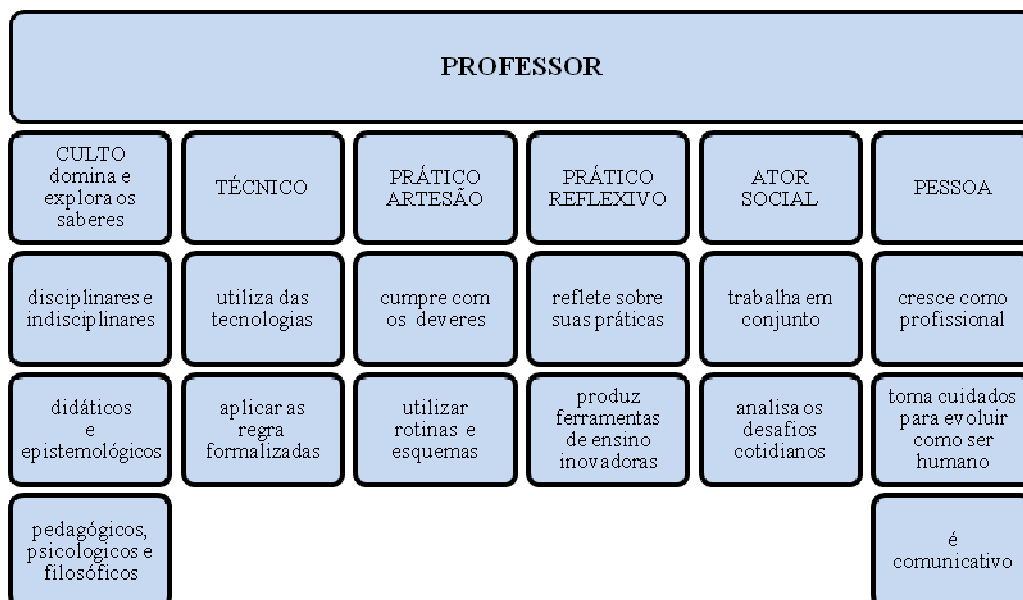 PROFESSOR
CULTO
domina e
explora os
saberes
TÉCNICO
PRÁTICO
ARTESÃO
PRÁTICO
REFLEXIVO
ATOR
SOCIAL
PESSOA
disciplinares e
indisciplinares
utiliza das
tecnologias
cumpre com
os deveres
reflete sobre
suas práticas
trabalha em
conjunto
cresce como
profissional
didáticos
e
epistemológicos
aplicar as
regra
formalizadas
utilizar
rotinas e
esquemas
produz
ferramentas
de ensino
inovadoras
analisa os
desafios
cotidianos
toma cuidados
para evoluir
como ser
humano
pedagógicos,
psicologicos e
filosóficos
é
comunicativo